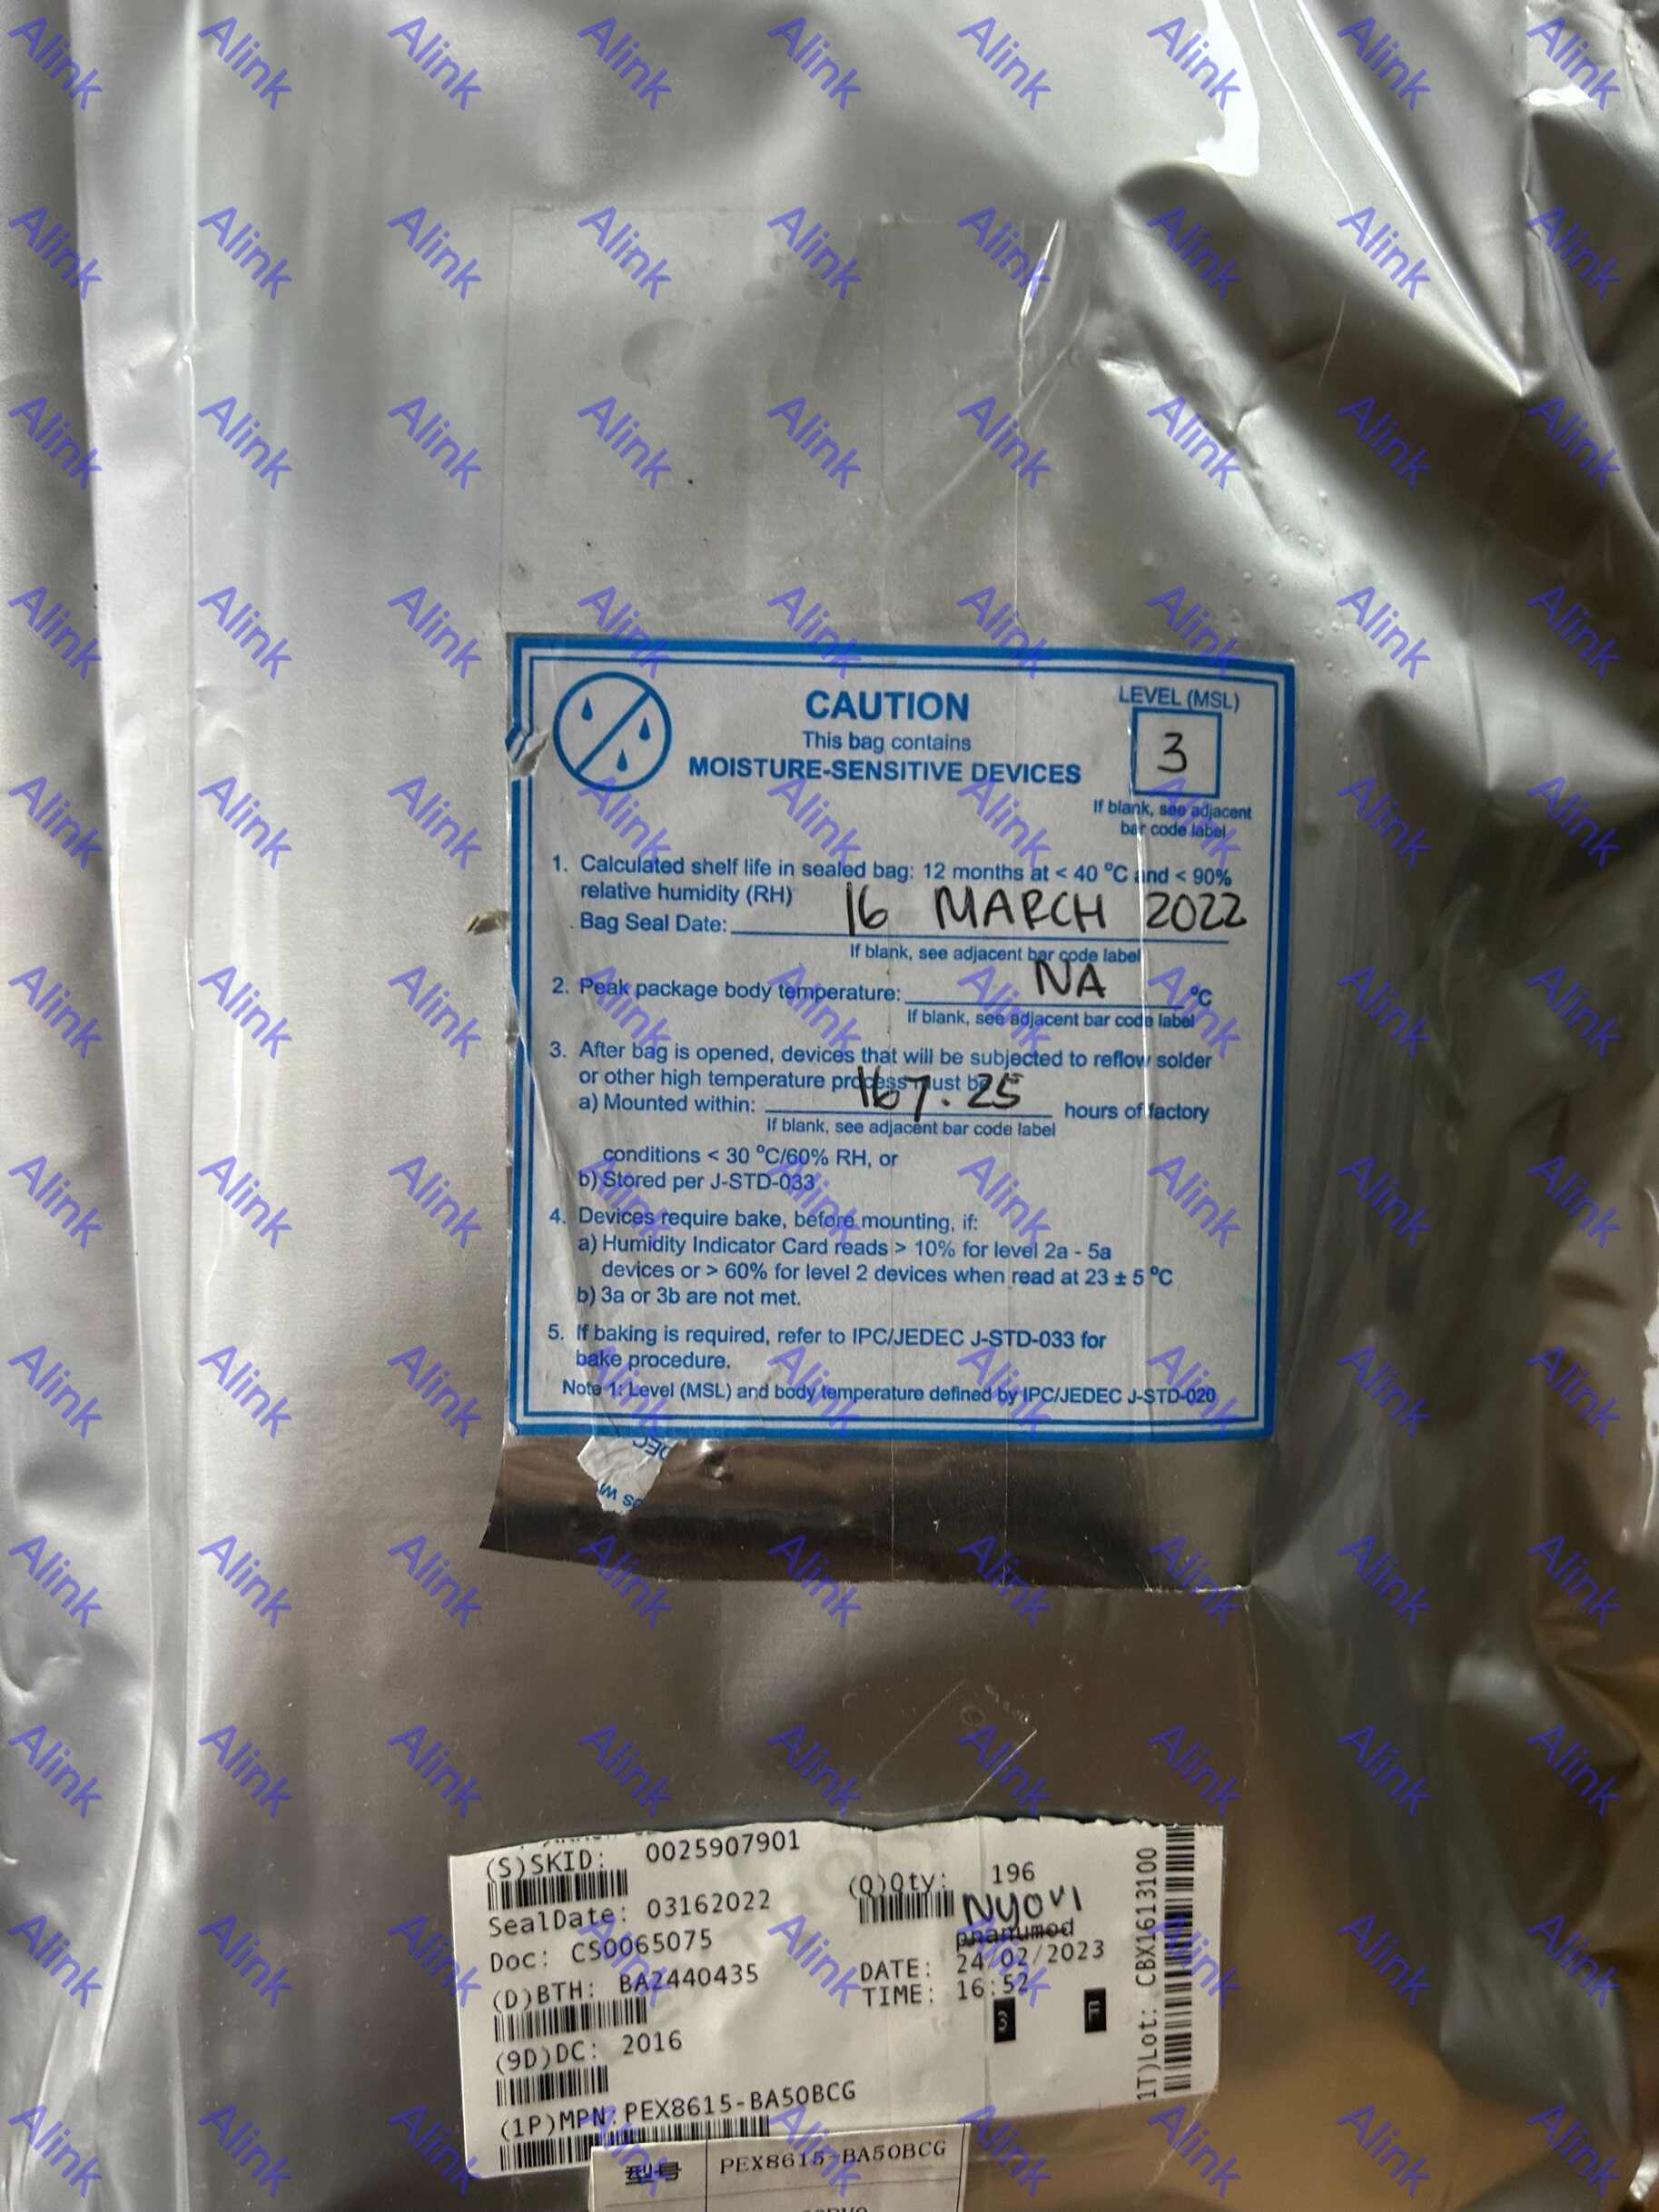 CAUTION
This bag contains
MOISTURE-SENSITIVE DEVICES
LEVEL (MSL)
3
If blank, see adjacent
bar code label
1. Calculated shelf life in sealed bag: 12 months at < 40 °C and < 90%
relative humidity (RH)
Bag Seal Date: 16 MARCH 2022
If blank, see adjacent bar code label
2. Peak package body temperature: NA °C
If blank, see adjacent bar code label
3. After bag is opened, devices that will be subjected to reflow solder
or other high temperature process must be
a) Mounted within: 167.25 hours of factory
If blank, see adjacent bar code label
conditions < 30 °C/60% RH, or
b) Stored per J-STD-033
4. Devices require bake, before mounting, if:
a) Humidity Indicator Card reads > 10% for level 2a - 5a
devices or > 60% for level 2 devices when read at 23 ± 5 °C
b) 3a or 3b are not met.
5. If baking is required, refer to IPC/JEDEC J-STD-033 for
bake procedure.
Note 1: Level (MSL) and body temperature defined by IPC/JEDEC J-STD-020
(S)SKID: 0025907901
(Q)Qty: 196
SealDate: 03162022
NYOVI
phanumod
Doc: CS0065075
DATE: 24/02/2023
(D)BTH: BA2440435
TIME: 16:52
3 F
(9D)DC: 2016
(1P)MPN: PEX8615-BA50BCG
1T)Lot: CBX1613100
型号 PEX8615-BA50BCG
Alink